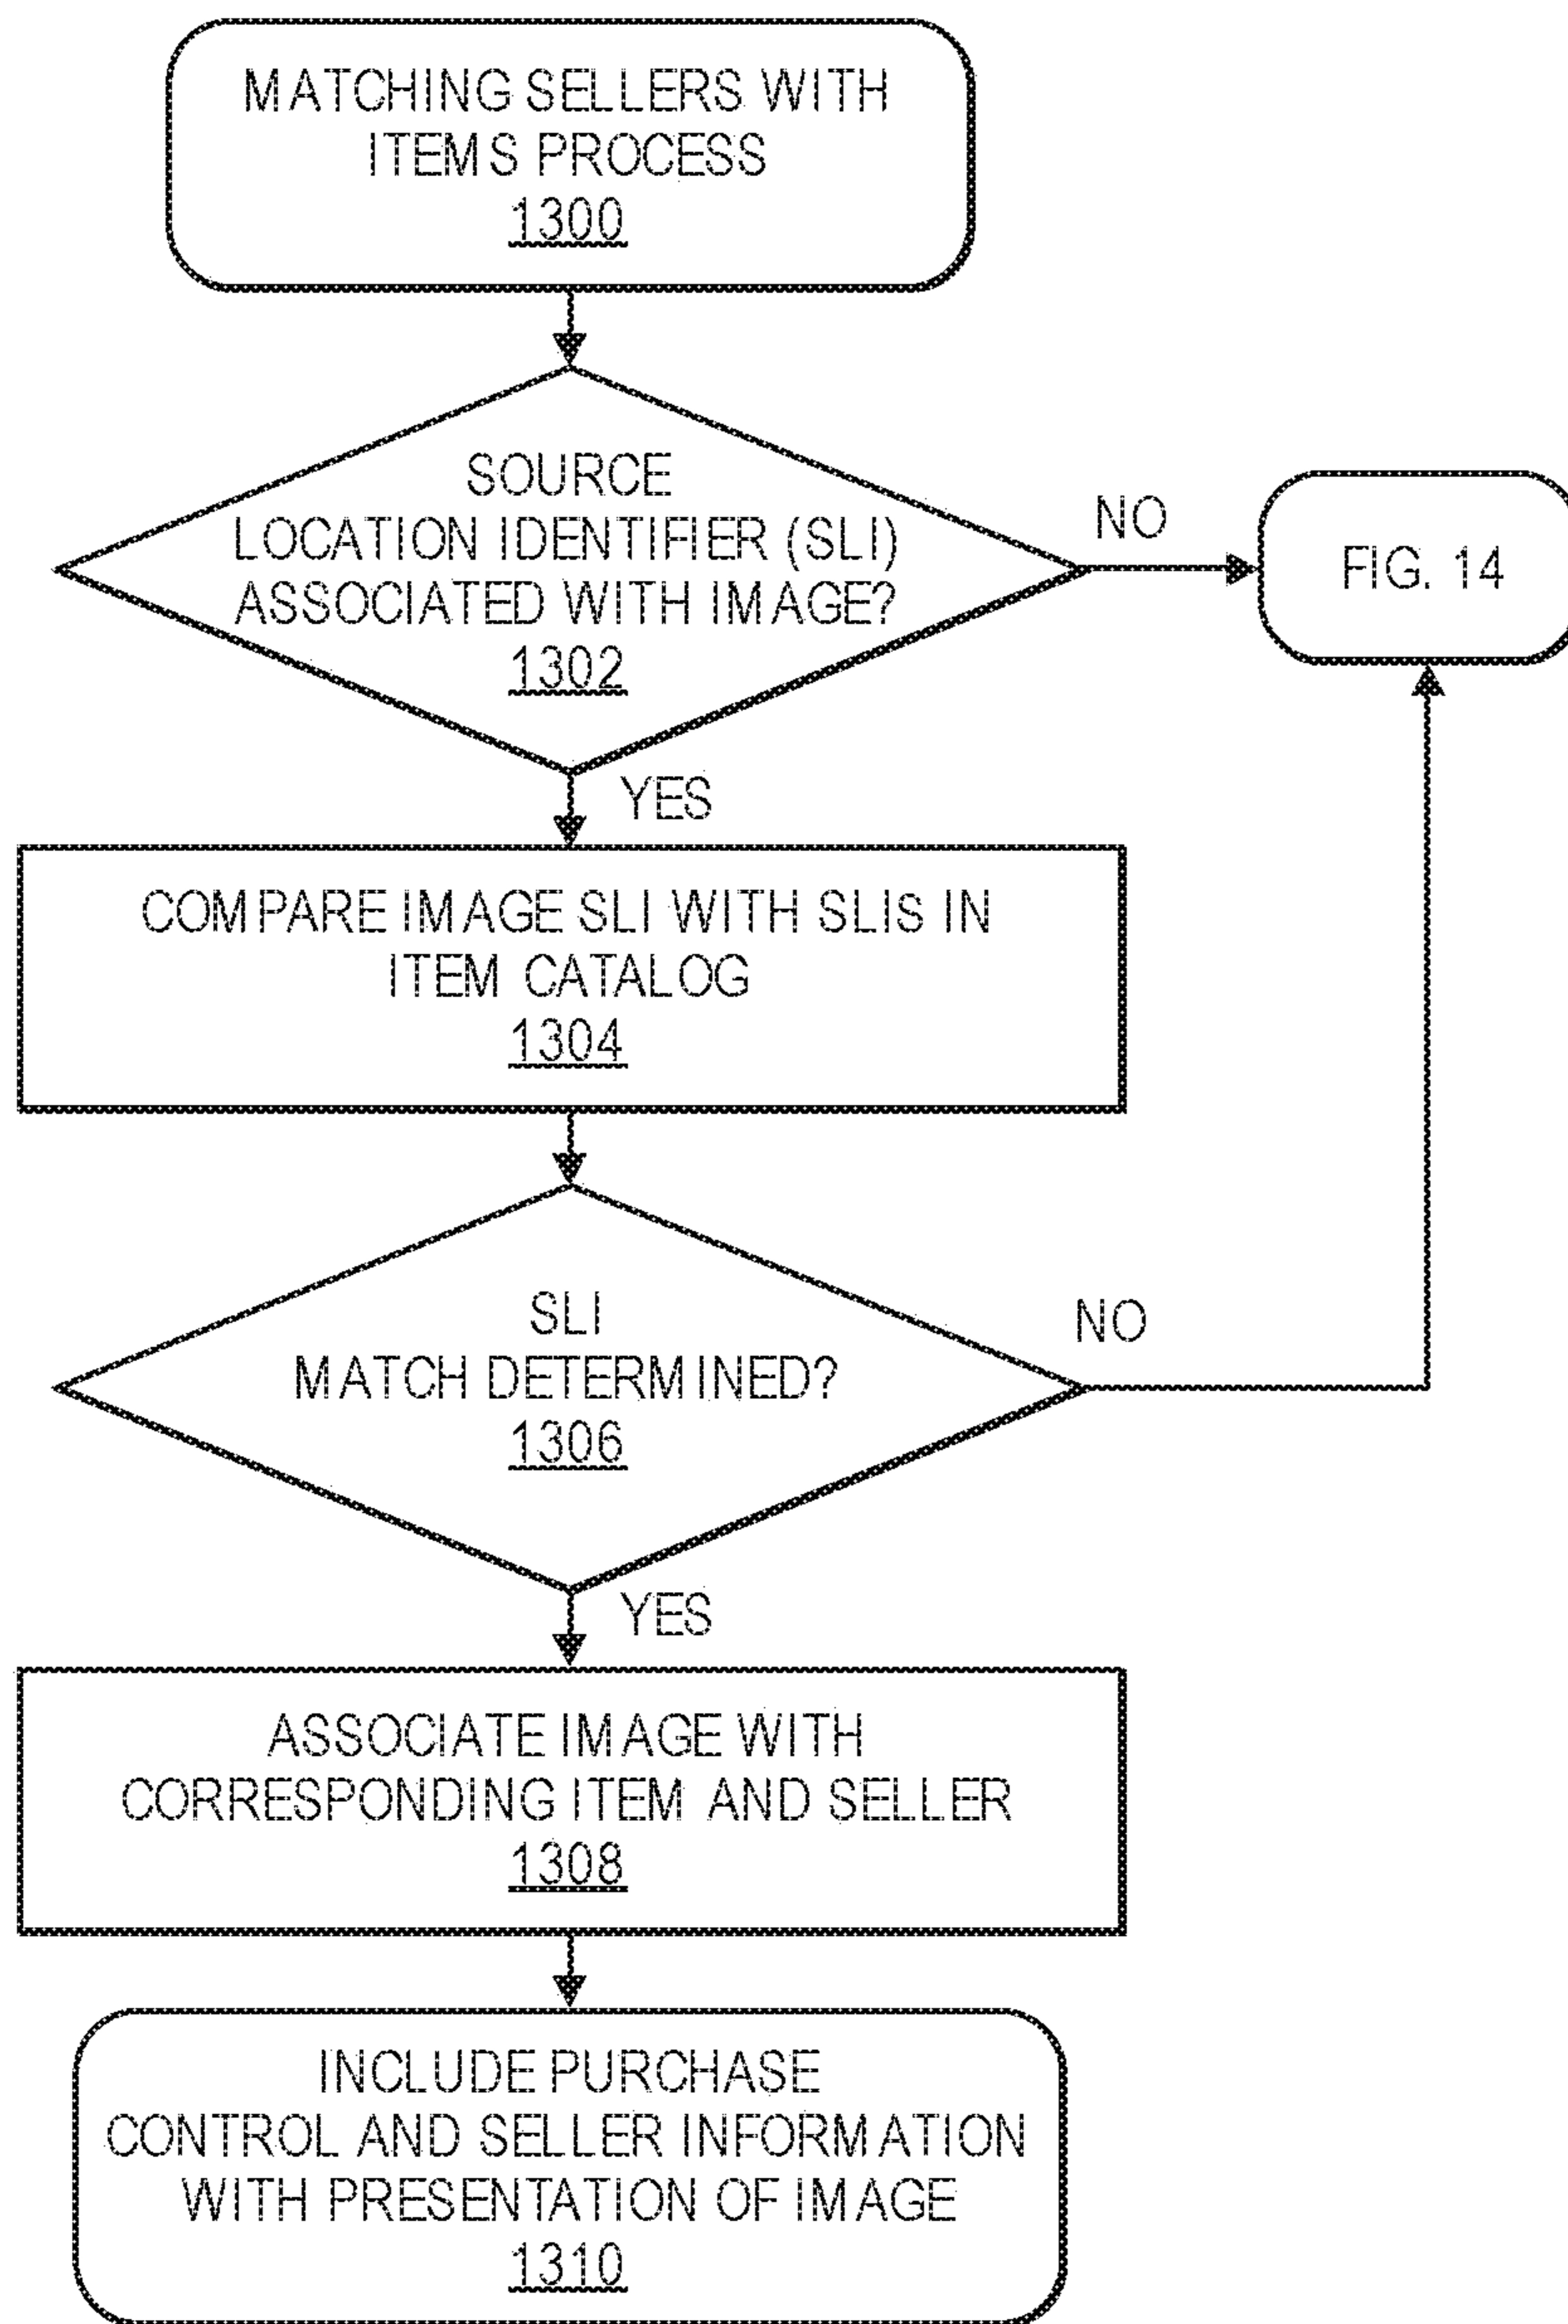 MATCHING SELLERS WITH
ITEMS PROCESS
1300
SOURCE
LOCATION IDENTIFIER (SLI)
ASSOCIATED WITH IMAGE?
1302
NO
FIG. 14
YES
COMPARE IMAGE SLI WITH SLIS IN
ITEM CATALOG
1304
SLI
MATCH DETERMINED?
1306
NO
YES
ASSOCIATE IMAGE WITH
CORRESPONDING ITEM AND SELLER
1308
INCLUDE PURCHASE
CONTROL AND SELLER INFORMATION
WITH PRESENTATION OF IMAGE
1310